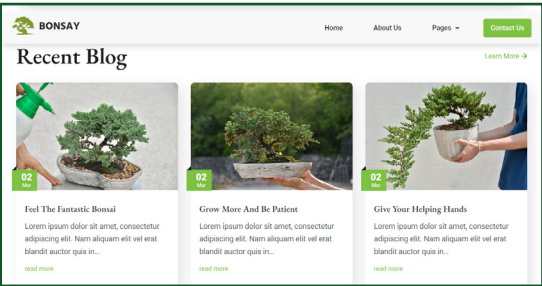 BONSAY
Home
About Us
Pages
Contact Us
Recent Blog
Learn More
02
Mar
Feel The Fantastic Bonsai
Lorem ipsum dolor sit amet, consectetur
adipiscing elit. Nam aliquam elit vel erat
blandit auctor quis in...
read more
02
Mar
Grow More And Be Patient
Lorem ipsum dolor sit amet, consectetur
adipiscing elit. Nam aliquam elit vel erat
blandit auctor quis in...
read more
02
Mar
Give Your Helping Hands
Lorem ipsum dolor sit amet, consectetur
adipiscing elit. Nam aliquam elit vel erat
blandit auctor quis in...
read more